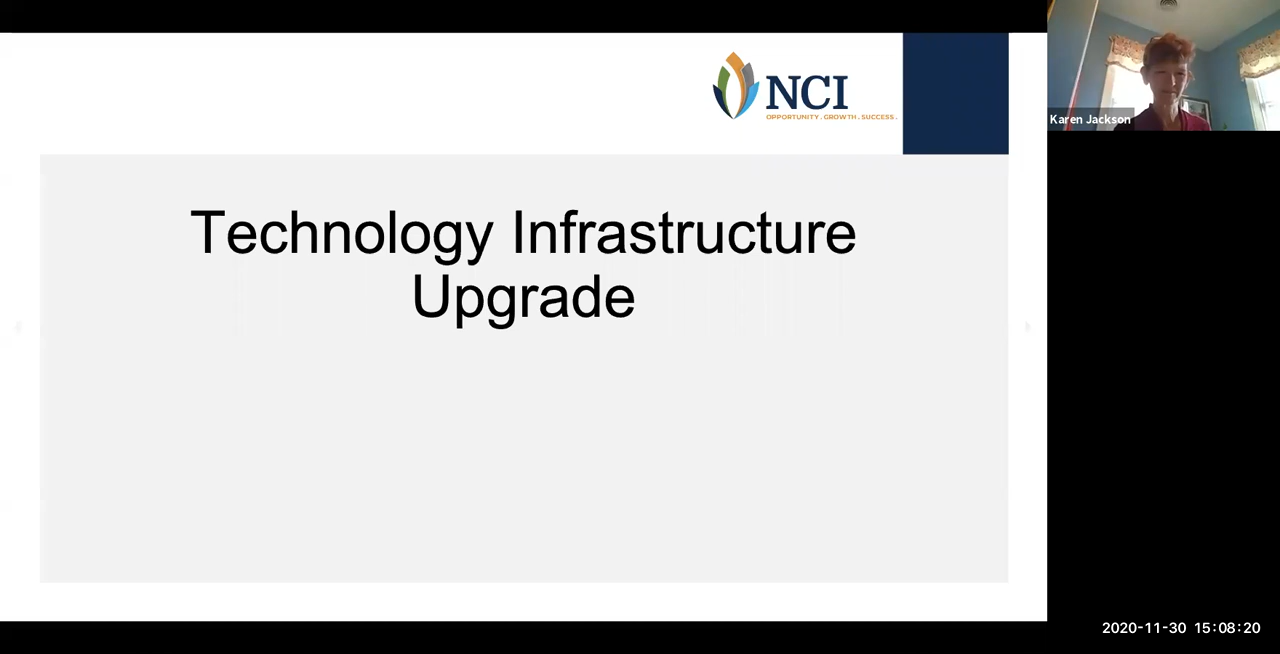 NCI
OPPORTUNITY. GROWTH. SUCCESS.
Karen Jackson
Technology Infrastructure
Upgrade
2020-11-30 15:08:20